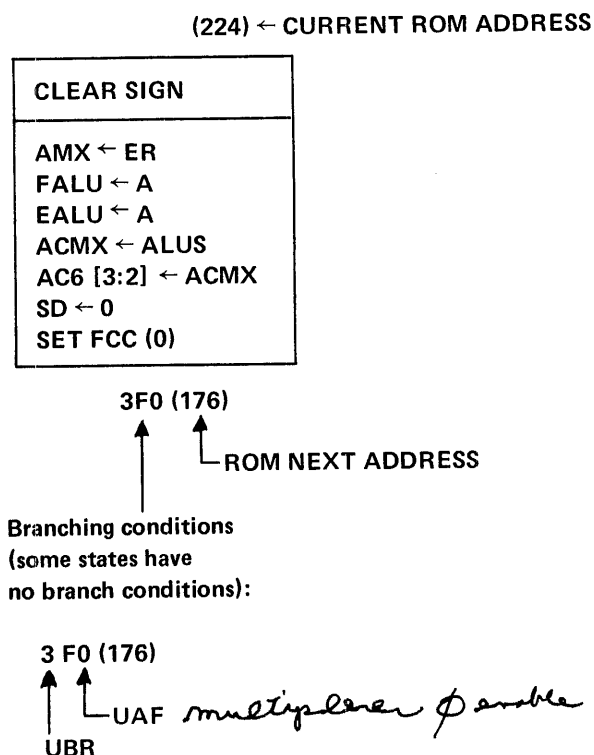 (224) ← CURRENT ROM ADDRESS
CLEAR SIGN
AMX ← ER
FALU ← A
EALU ← A
ACMX ← ALUS
AC6 [3:2] ← ACMX
SD ← 0
SET FCC (0)
3F0 (176)
ROM NEXT ADDRESS
Branching conditions
(some states have
no branch conditions):
3 F0 (176)
UAF multiplexer ϕ enable
UBR